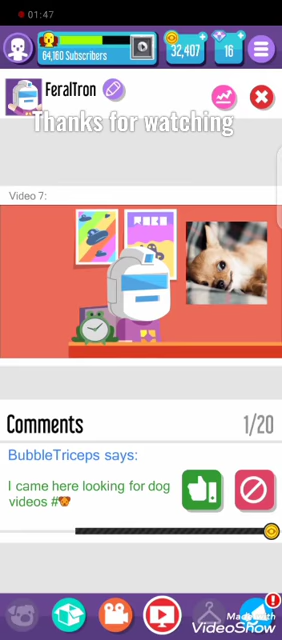 01:47
64,160 Subscribers
32,407
16
FeralTron
Thanks for watching
Video 7:
Comments 1/20
BubbleTriceps says:
I came here looking for dog
videos #🐶
Made With
VideoShow